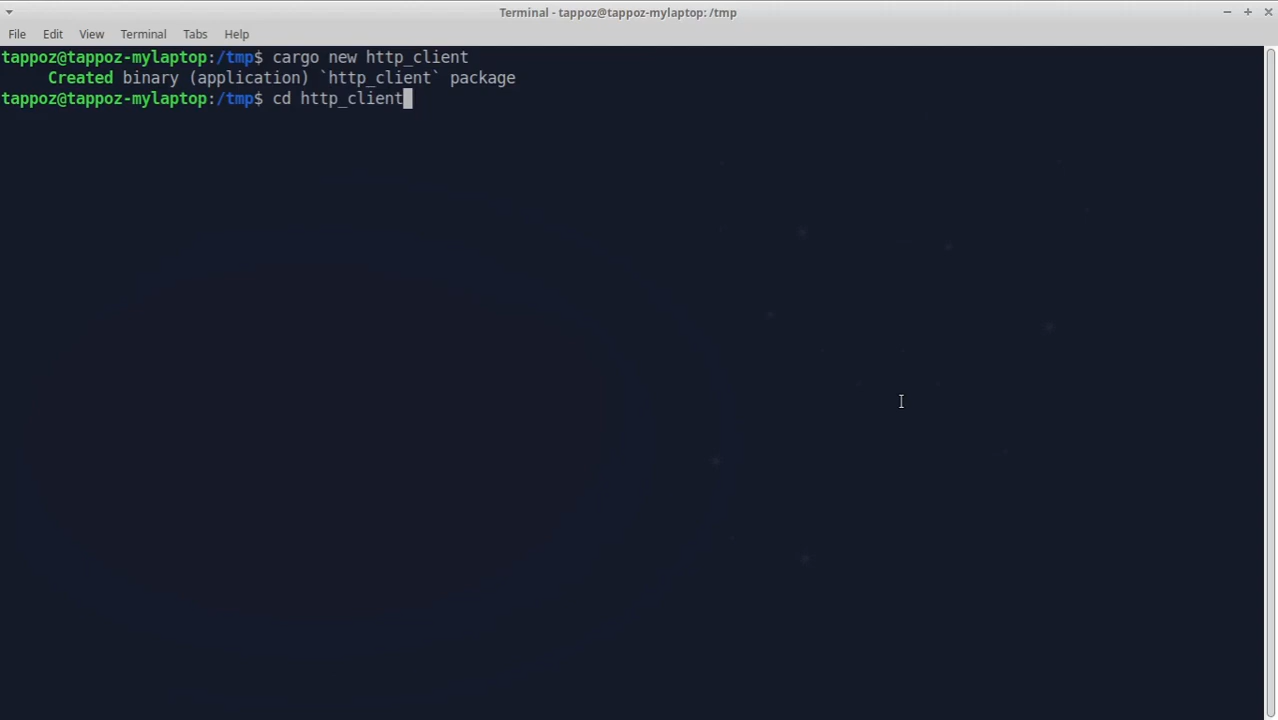 Terminal - tappoz@tappoz-mylaptop: /tmp
File Edit View Terminal Tabs Help
tappoz@tappoz-mylaptop:/tmp$ cargo new http_client
     Created binary (application) `http_client` package
tappoz@tappoz-mylaptop:/tmp$ cd http_client